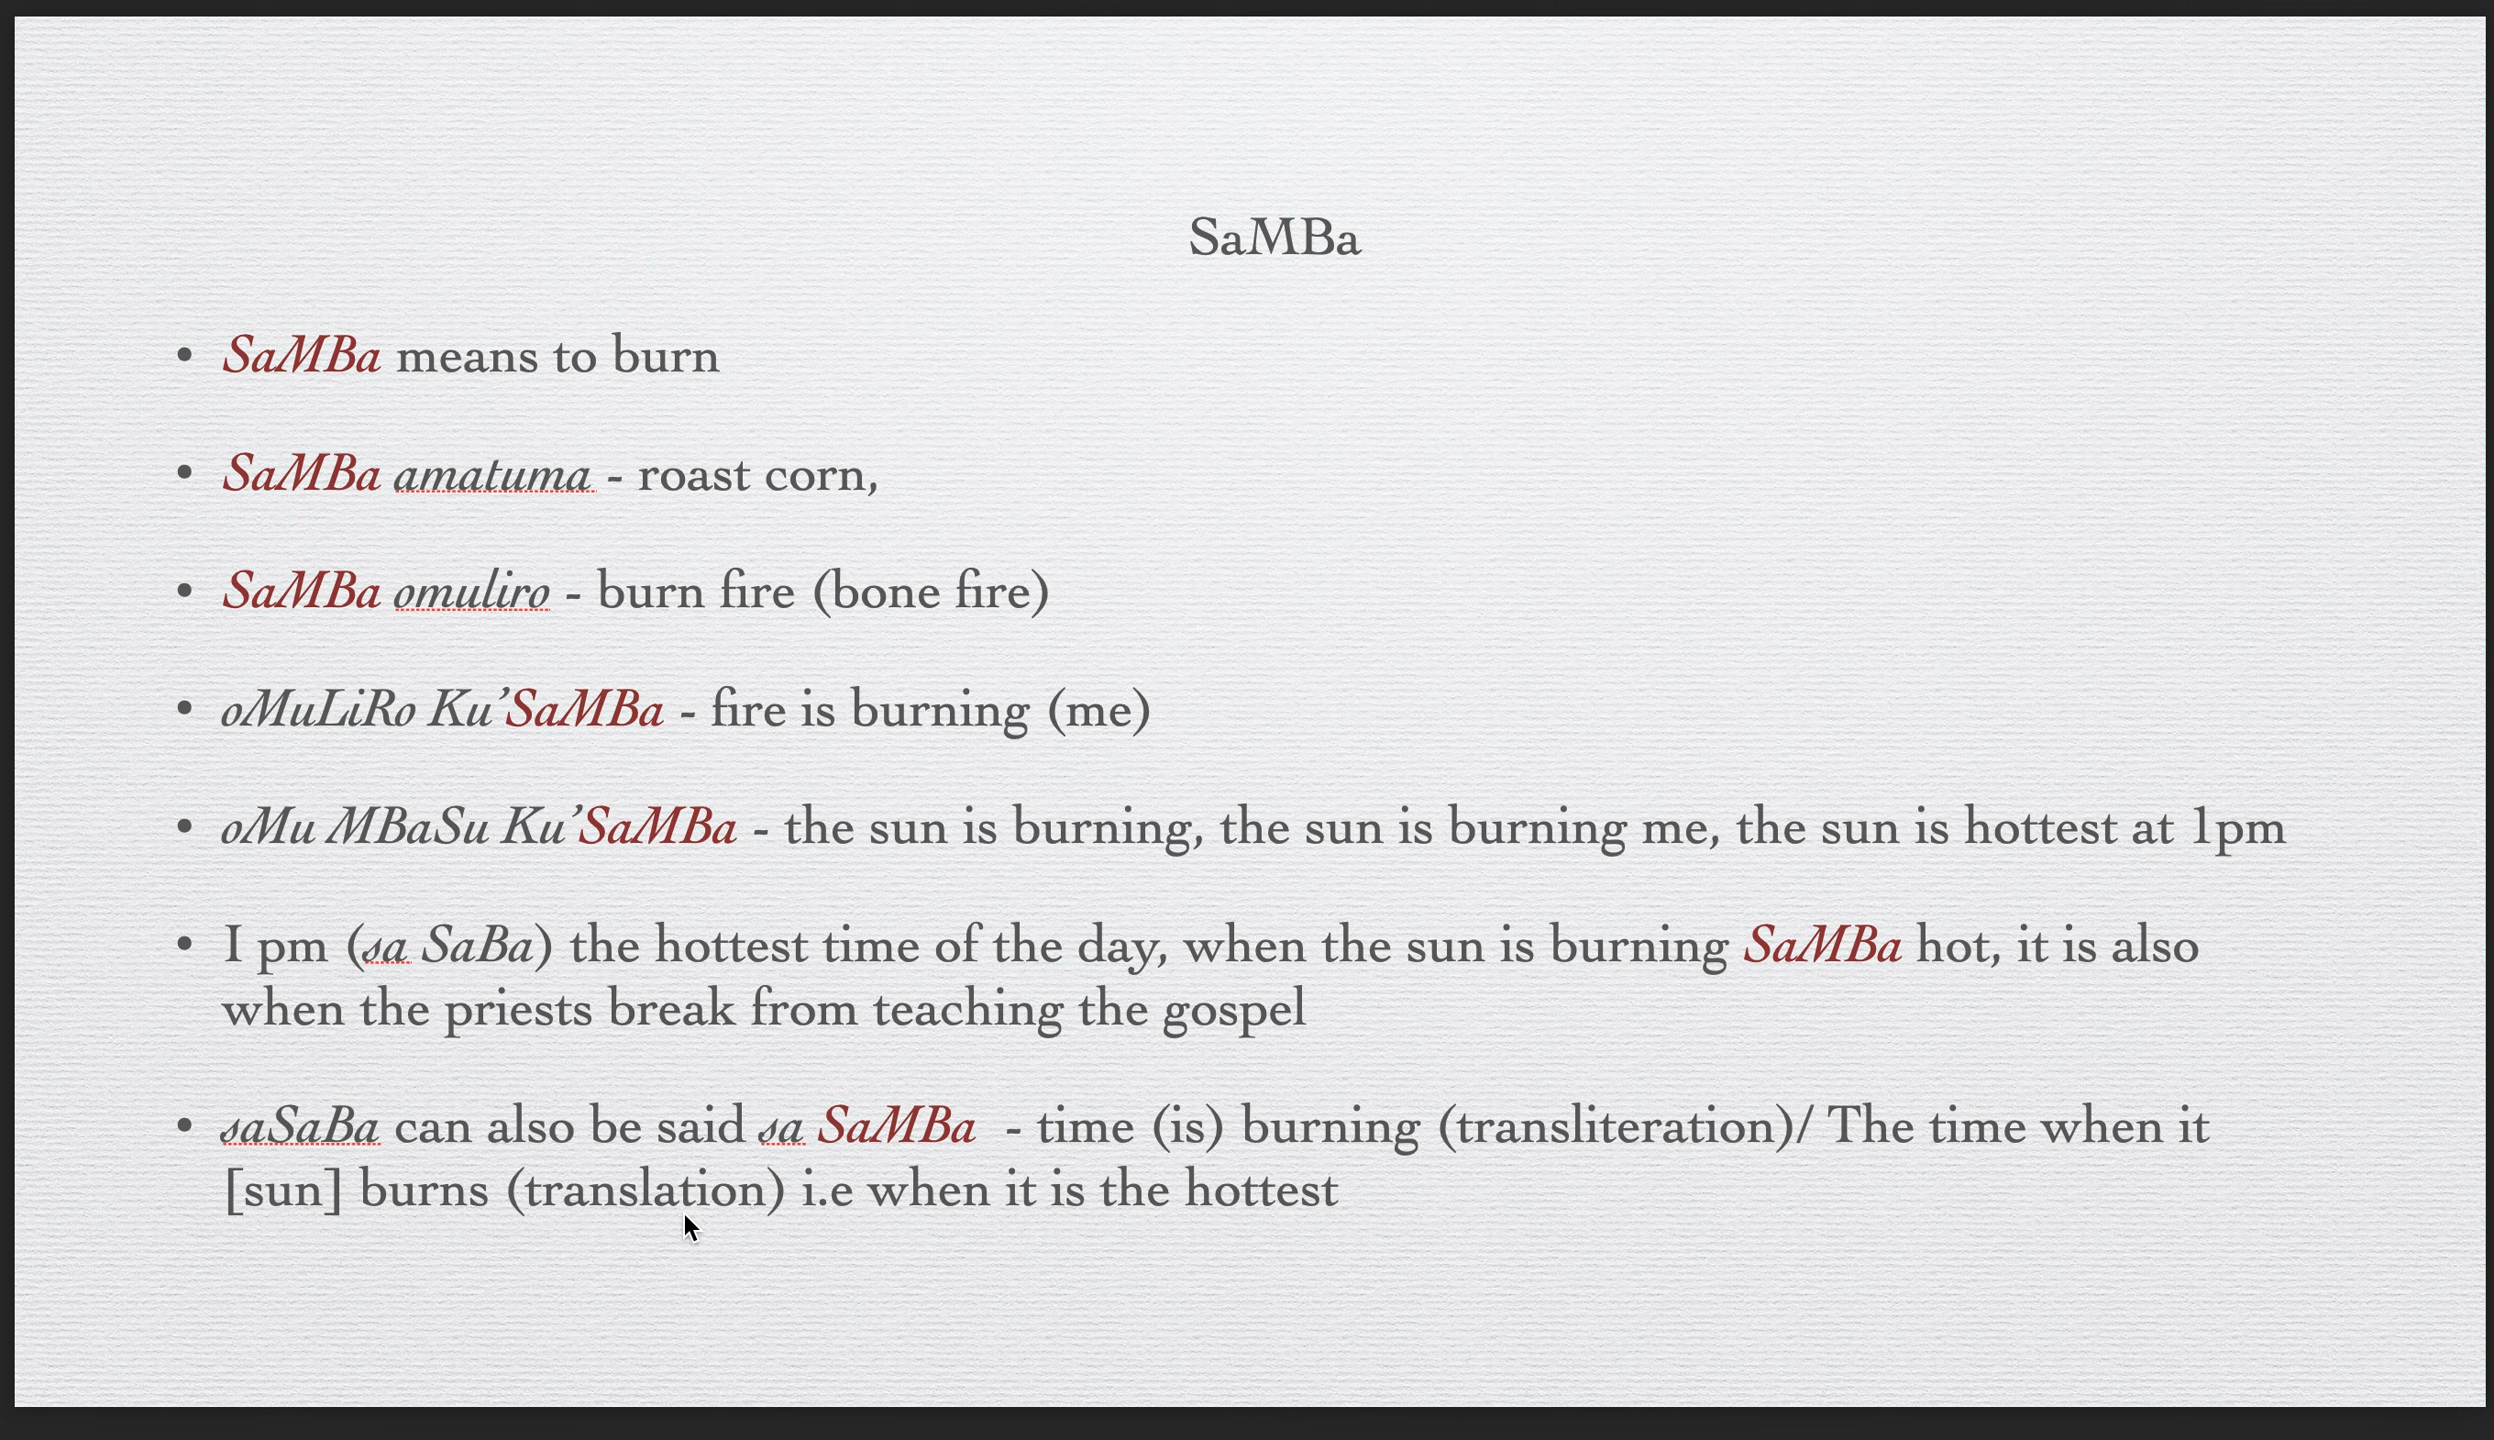 SaMBa
• SaMBa means to burn
• SaMBa amatuma - roast corn,
• SaMBa omuliro - burn fire (bone fire)
• oMuLiRo Ku’SaMBa - fire is burning (me)
• oMu MBaSu Ku’SaMBa - the sun is burning, the sun is burning me, the sun is hottest at 1pm
• I pm (sa SaBa) the hottest time of the day, when the sun is burning SaMBa hot, it is also
when the priests break from teaching the gospel
• saSaBa can also be said sa SaMBa - time (is) burning (transliteration)/ The time when it
[sun] burns (translation) i.e when it is the hottest